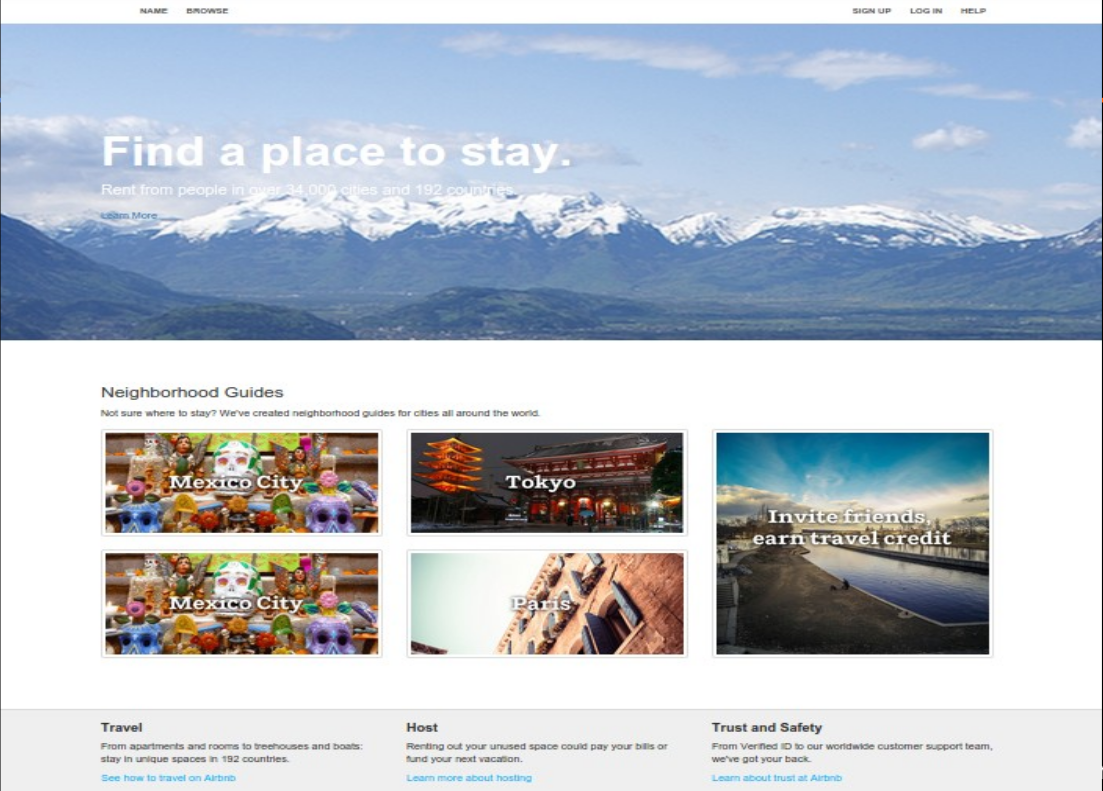 NAME BROWSE SIGN UP LOG IN HELP
Find a place to stay.
Rent from people in over 34,000 cities and 192 countries.
Learn More
Neighborhood Guides
Not sure where to stay? We've created neighborhood guides for cities all around the world.
Mexico City
Tokyo
Invite friends,
earn travel credit
Mexico City
Paris
Travel
From apartments and rooms to treehouses and boats:
stay in unique spaces in 192 countries.
See how to travel on Airbnb
Host
Renting out your unused space could pay your bills or
fund your next vacation.
Learn more about hosting
Trust and Safety
From Verified ID to our worldwide customer support team,
we've got your back.
Learn about trust at Airbnb